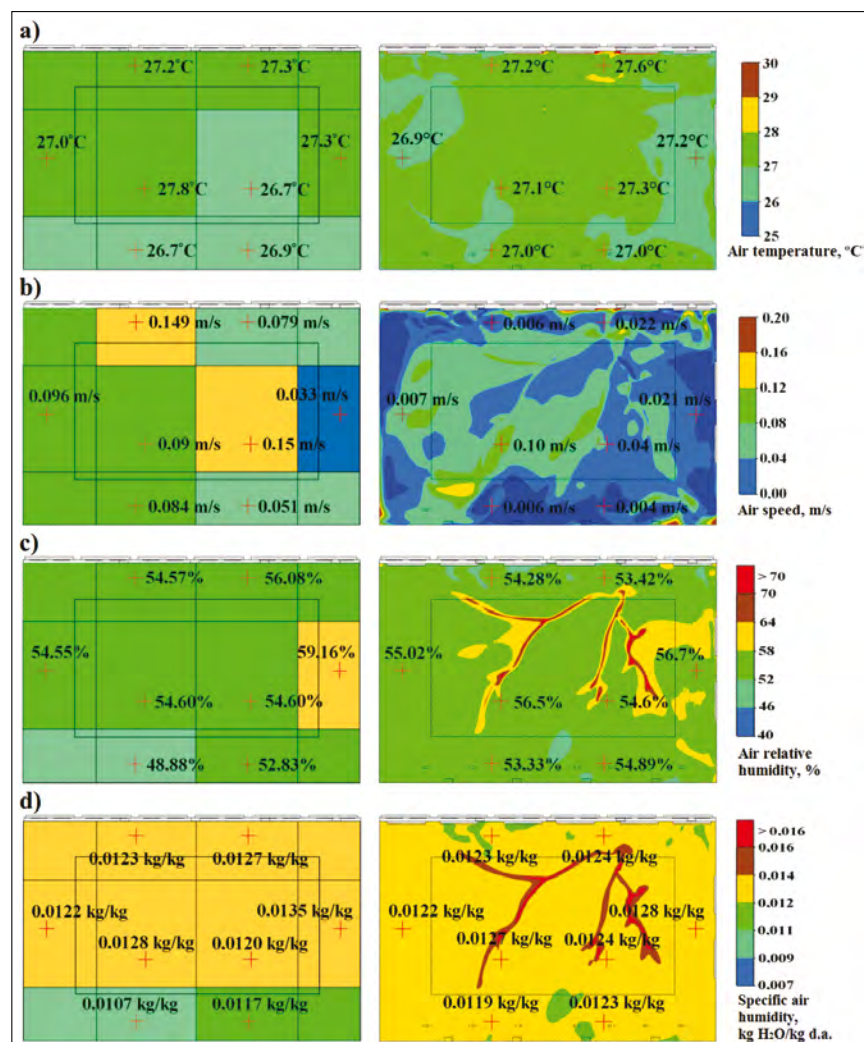 a)
27.2°C 27.3°C
27.0°C 27.3°C
27.8°C 26.7°C
26.7°C 26.9°C
27.2°C 27.6°C
26.9°C 27.2°C
27.1°C 27.3°C
27.0°C 27.0°C
30
29
28
27
26
25
Air temperature, °C
b)
0.149 m/s 0.079 m/s
0.096 m/s 0.033 m/s
0.09 m/s 0.15 m/s
0.084 m/s 0.051 m/s
0.006 m/s 0.022 m/s
0.007 m/s 0.021 m/s
0.10 m/s 0.04 m/s
0.006 m/s 0.004 m/s
0.20
0.16
0.12
0.08
0.04
0.00
Air speed, m/s
c)
54.57% 56.08%
54.55% 59.16%
54.60% 54.60%
48.88% 52.83%
54.28% 53.42%
55.02% 56.7%
56.5% 54.6%
53.33% 54.89%
> 70
70
64
58
52
46
40
Air relative
humidity, %
d)
0.0123 kg/kg 0.0127 kg/kg
0.0122 kg/kg 0.0135 kg/kg
0.0128 kg/kg 0.0120 kg/kg
0.0107 kg/kg 0.0117 kg/kg
0.0123 kg/kg 0.0124 kg/kg
0.0122 kg/kg 0.0128 kg/kg
0.0127 kg/kg 0.0124 kg/kg
0.0119 kg/kg 0.0123 kg/kg
> 0.016
0.016
0.014
0.012
0.011
0.009
0.007
Specific air
humidity,
kg H₂O/kg d.a.